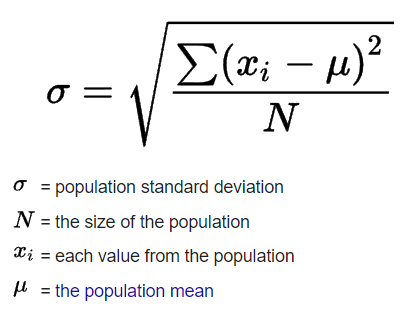 σ = √(∑(xᵢ − μ)² / N)
σ = population standard deviation
N = the size of the population
xᵢ = each value from the population
μ = the population mean